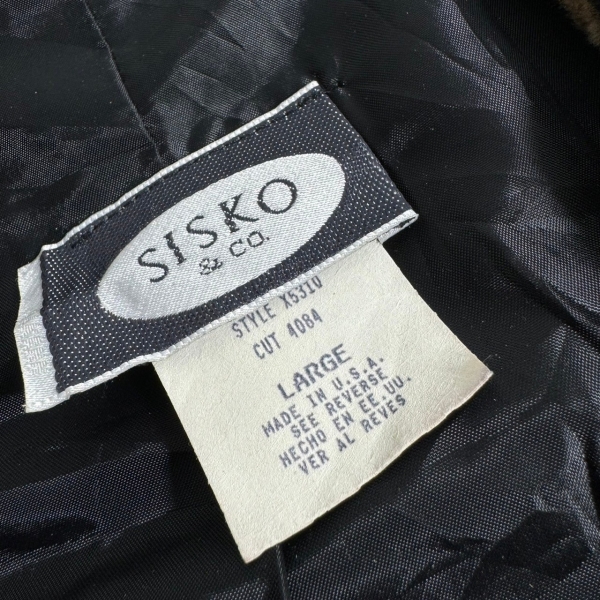 SISKO
& CO.
STYLE X5310
CUT 4084
LARGE
MADE IN U.S.A.
SEE REVERSE
HECHO EN EE.UU.
VER AL REVES